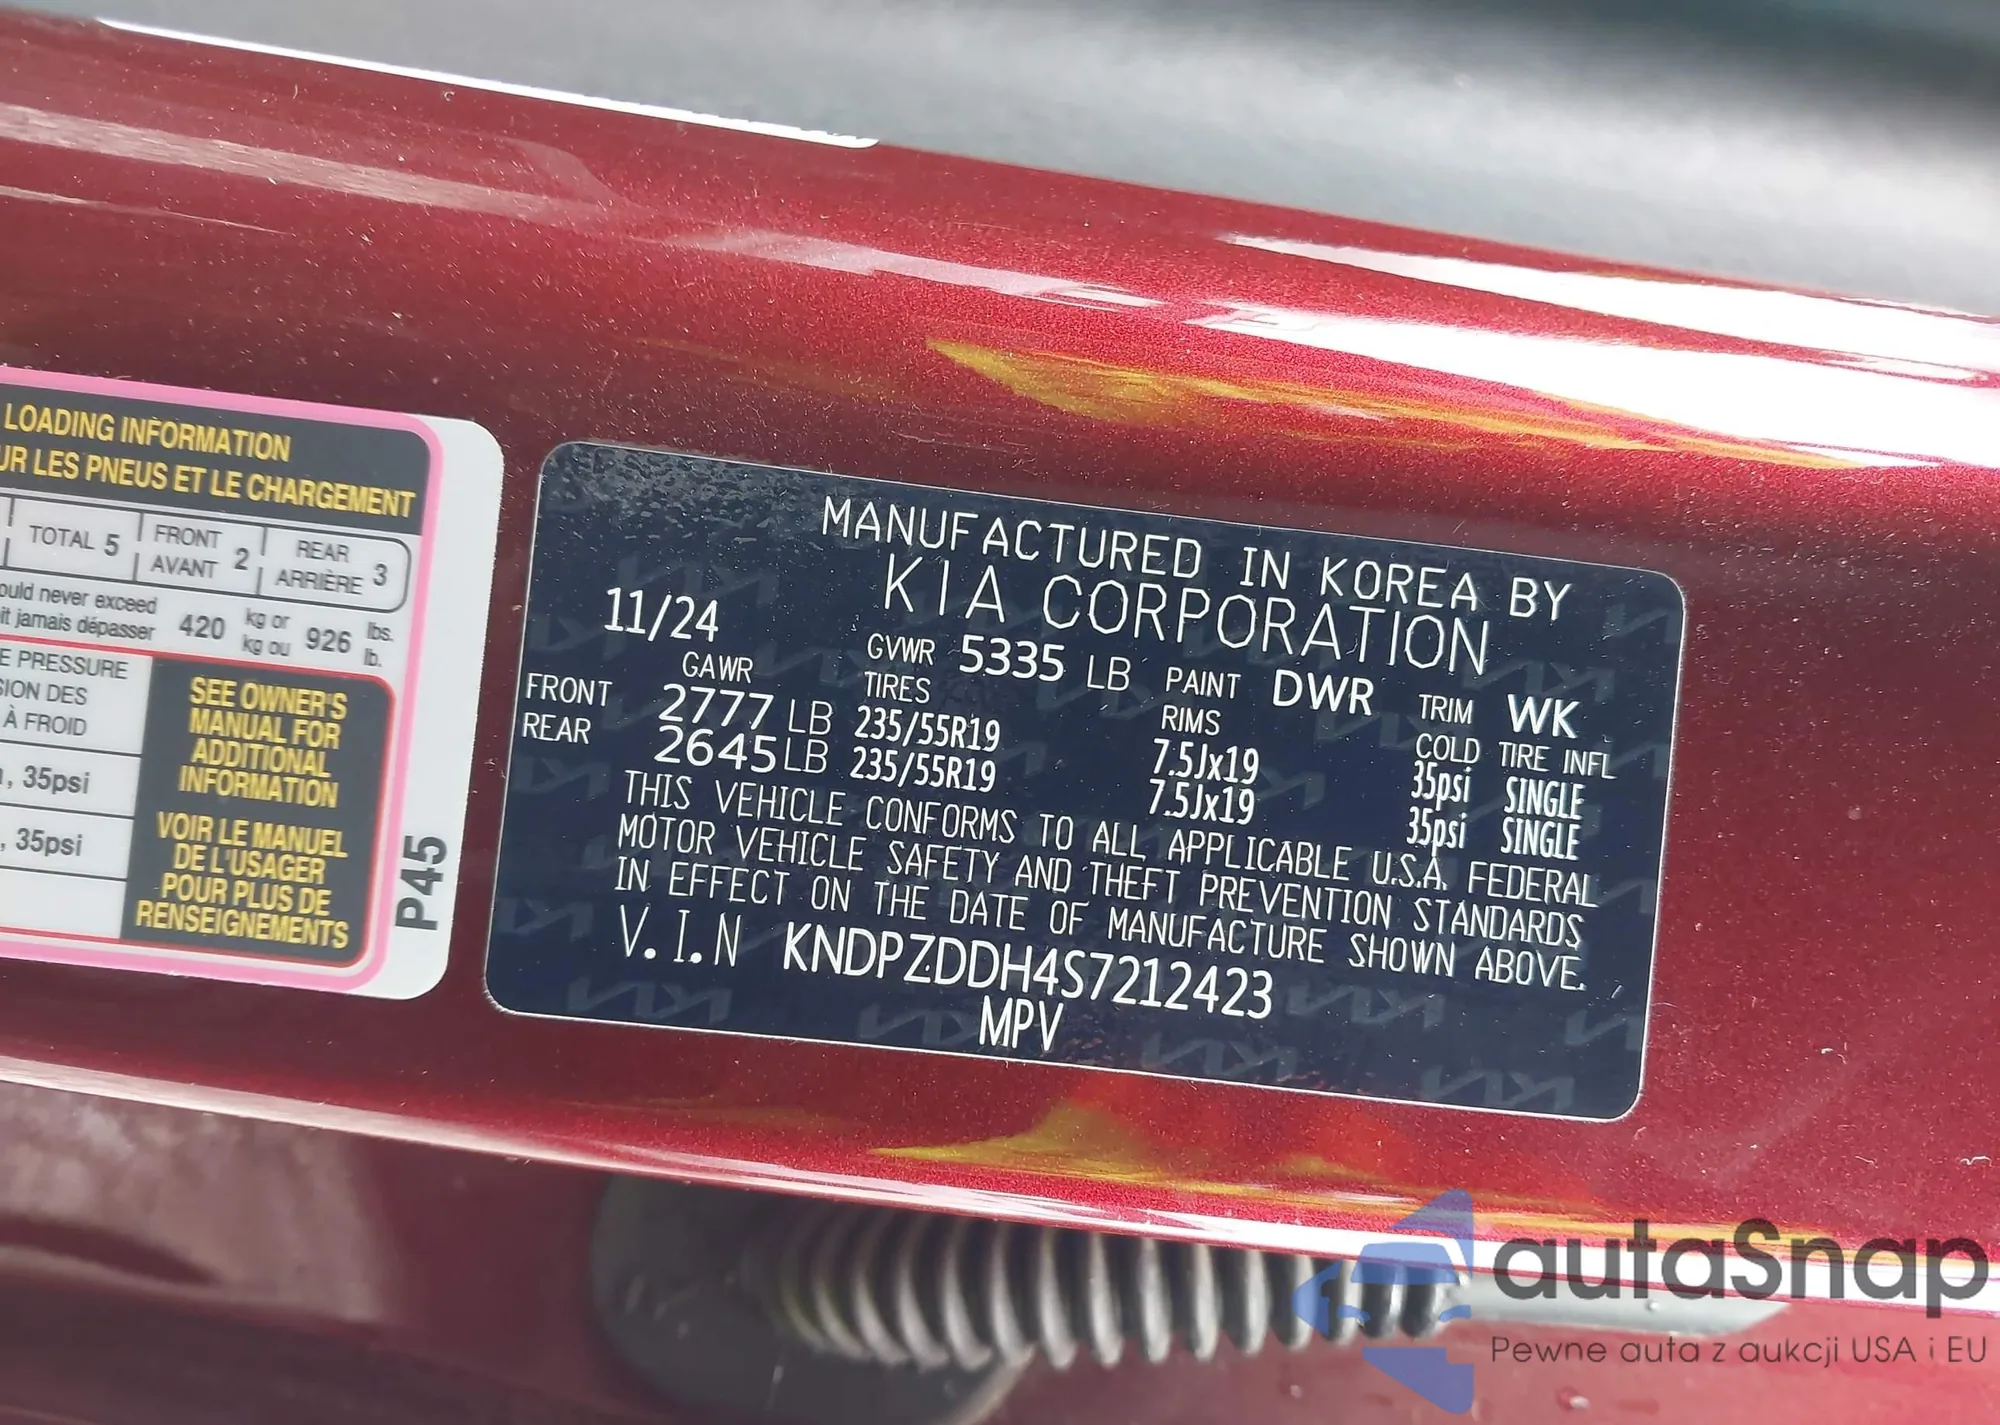 LOADING INFORMATION
UR LES PNEUS ET LE CHARGEMENT
TOTAL 5 FRONT AVANT 2 REAR ARRIÈRE 3
ould never exceed
it jamais dépasser 420 kg or kg ou 926 lbs. lb.
E PRESSURE
SION DES
À FROID
, 35psi
, 35psi
SEE OWNER'S
MANUAL FOR
ADDITIONAL
INFORMATION
VOIR LE MANUEL
DE L'USAGER
POUR PLUS DE
RENSEIGNEMENTS
P45
MANUFACTURED IN KOREA BY
KIA CORPORATION
11/24 GVWR 5335 LB PAINT DWR TRIM WK
GAWR TIRES RIMS COLD TIRE INFL
FRONT 2777 LB 235/55R19 7.5Jx19 35psi SINGLE
REAR 2645 LB 235/55R19 7.5Jx19 35psi SINGLE
THIS VEHICLE CONFORMS TO ALL APPLICABLE U.S.A. FEDERAL
MOTOR VEHICLE SAFETY AND THEFT PREVENTION STANDARDS
IN EFFECT ON THE DATE OF MANUFACTURE SHOWN ABOVE.
V.I.N KNDPZDDH4S7212423
MPV
autaSnap
Pewne auta z aukcji USA i EU